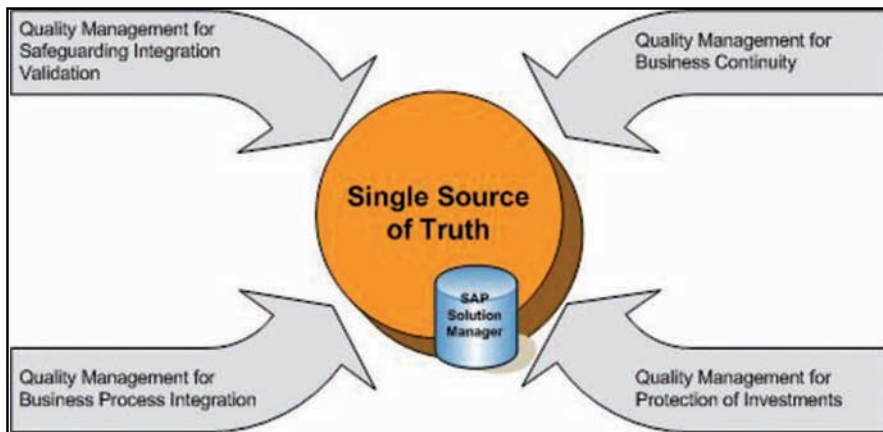 Quality Management for
Safeguarding Integration
Validation
Quality Management for
Business Continuity
Single Source
of Truth
SAP
Solution
Manager
Quality Management for
Business Process Integration
Quality Management for
Protection of Investments